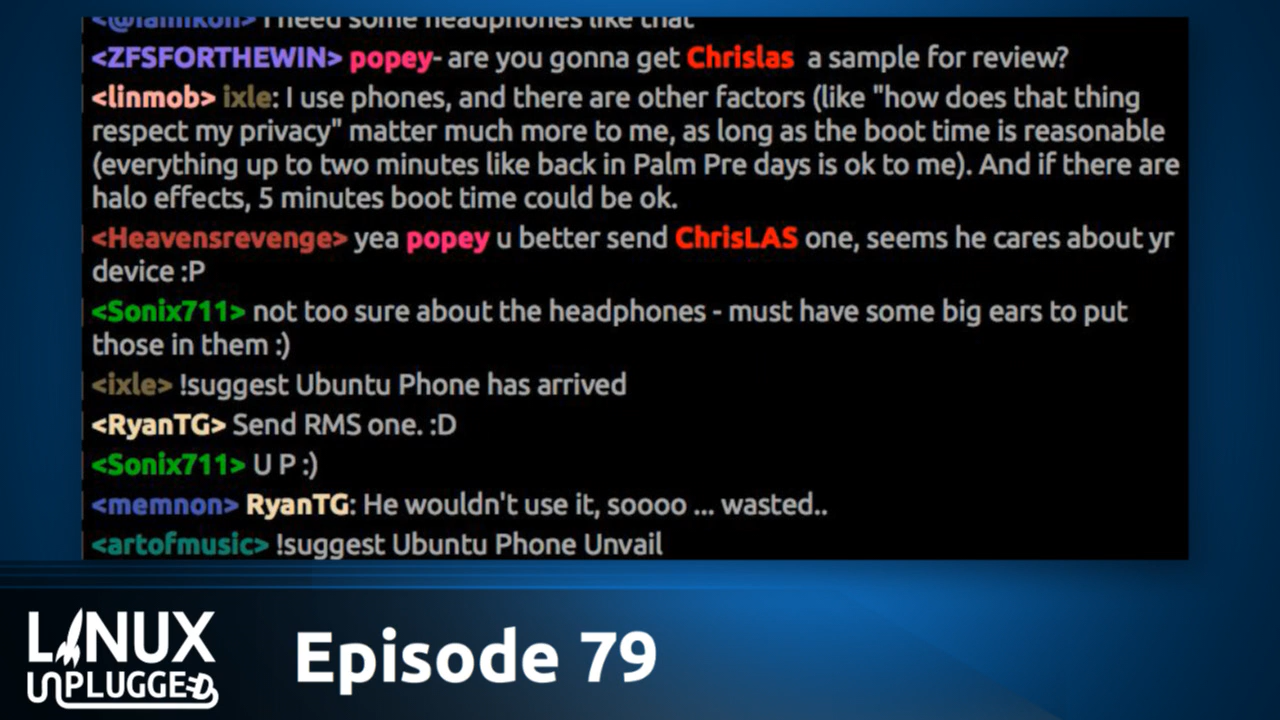 <@iamikon> I need some headphones like that
<ZFSFORTHEWIN> popey- are you gonna get Chrislas a sample for review?
<linmob> ixle: I use phones, and there are other factors (like "how does that thing
respect my privacy" matter much more to me, as long as the boot time is reasonable
(everything up to two minutes like back in Palm Pre days is ok to me). And if there are
halo effects, 5 minutes boot time could be ok.
<Heavensrevenge> yea popey u better send ChrisLAS one, seems he cares about yr
device :P
<Sonix711> not too sure about the headphones - must have some big ears to put
those in them :)
<ixle> !suggest Ubuntu Phone has arrived
<RyanTG> Send RMS one. :D
<Sonix711> U P :)
<memnon> RyanTG: He wouldn't use it, soooo ... wasted..
<artofmusic> !suggest Ubuntu Phone Unvail
LINUX
UNPLUGGED
Episode 79